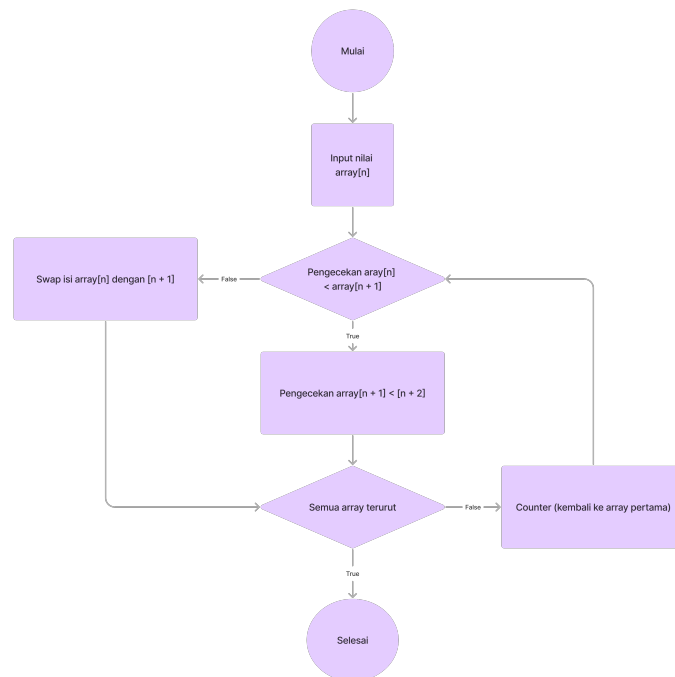 Mulai
Input nilai
array[n]
Pengecekan aray[n]
< array[n + 1]
False
Swap isi array[n] dengan [n + 1]
True
Pengecekan array[n + 1] < [n + 2]
Semua array terurut
False
Counter (kembali ke array pertama)
True
Selesai